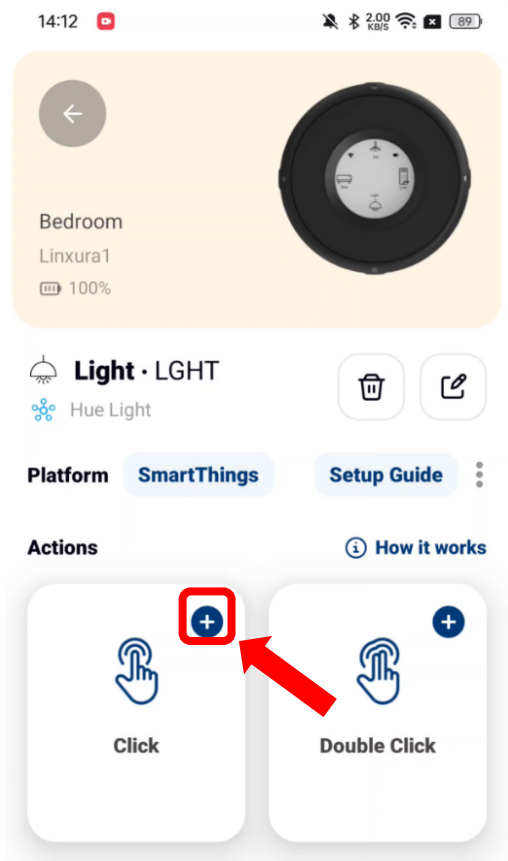 14:12 2.00 KB/S 89
Bedroom
Linxura1
100%
Light · LGHT
Hue Light
Platform SmartThings Setup Guide
Actions How it works
Click Double Click